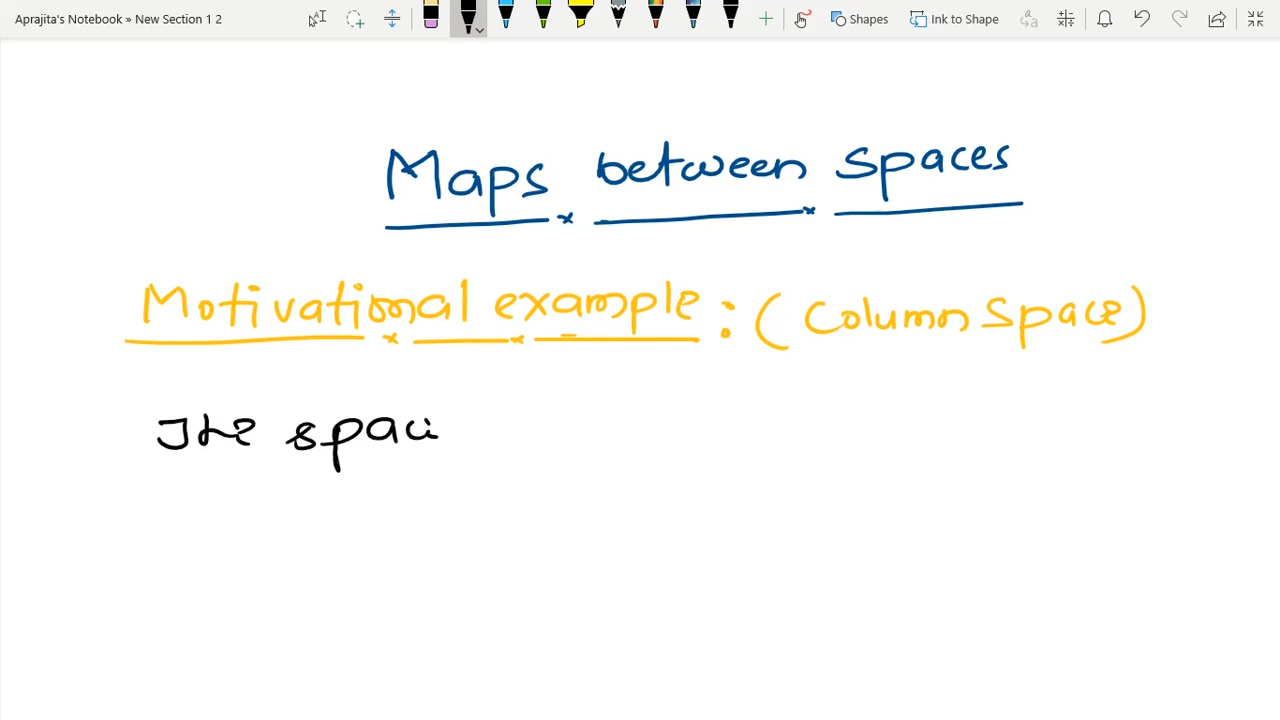 Aprajita's Notebook » New Section 1 2
Shapes
Ink to Shape
Maps between spaces
Motivational example : ( Column Space)
The spac